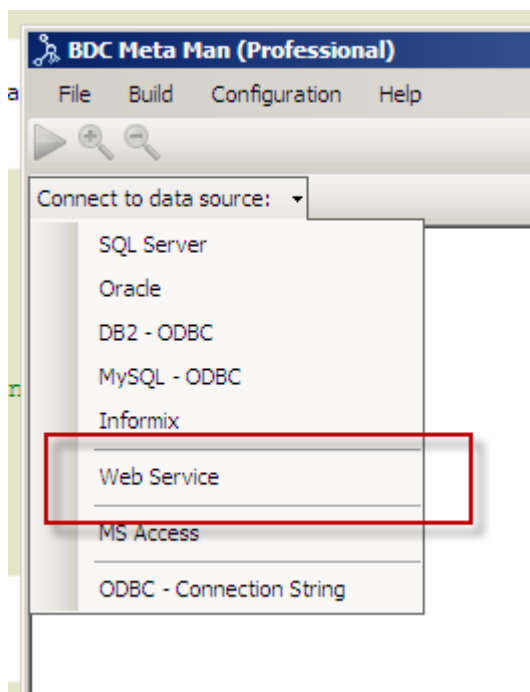 BDC Meta Man (Professional)
File Build Configuration Help
Connect to data source:
SQL Server
Oracle
DB2 - ODBC
MySQL - ODBC
Informix
Web Service
MS Access
ODBC - Connection String